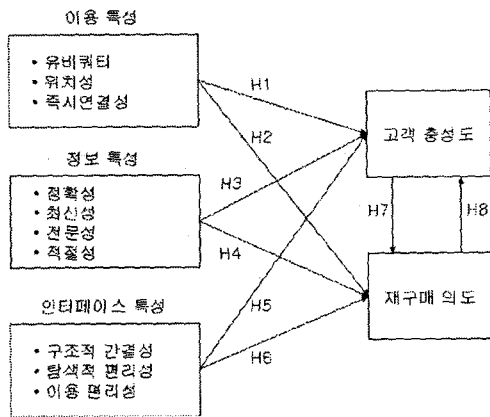 이용 특성
• 유비쿼터
• 위치성
• 즉시연결성
정보 특성
• 정확성
• 최신성
• 전문성
• 적절성
인터페이스 특성
• 구조적 간결성
• 탐색적 편리성
• 이용 편리성
H1
H2
H3
H4
H5
H6
고객 충성도
H7
H8
재구매 의도